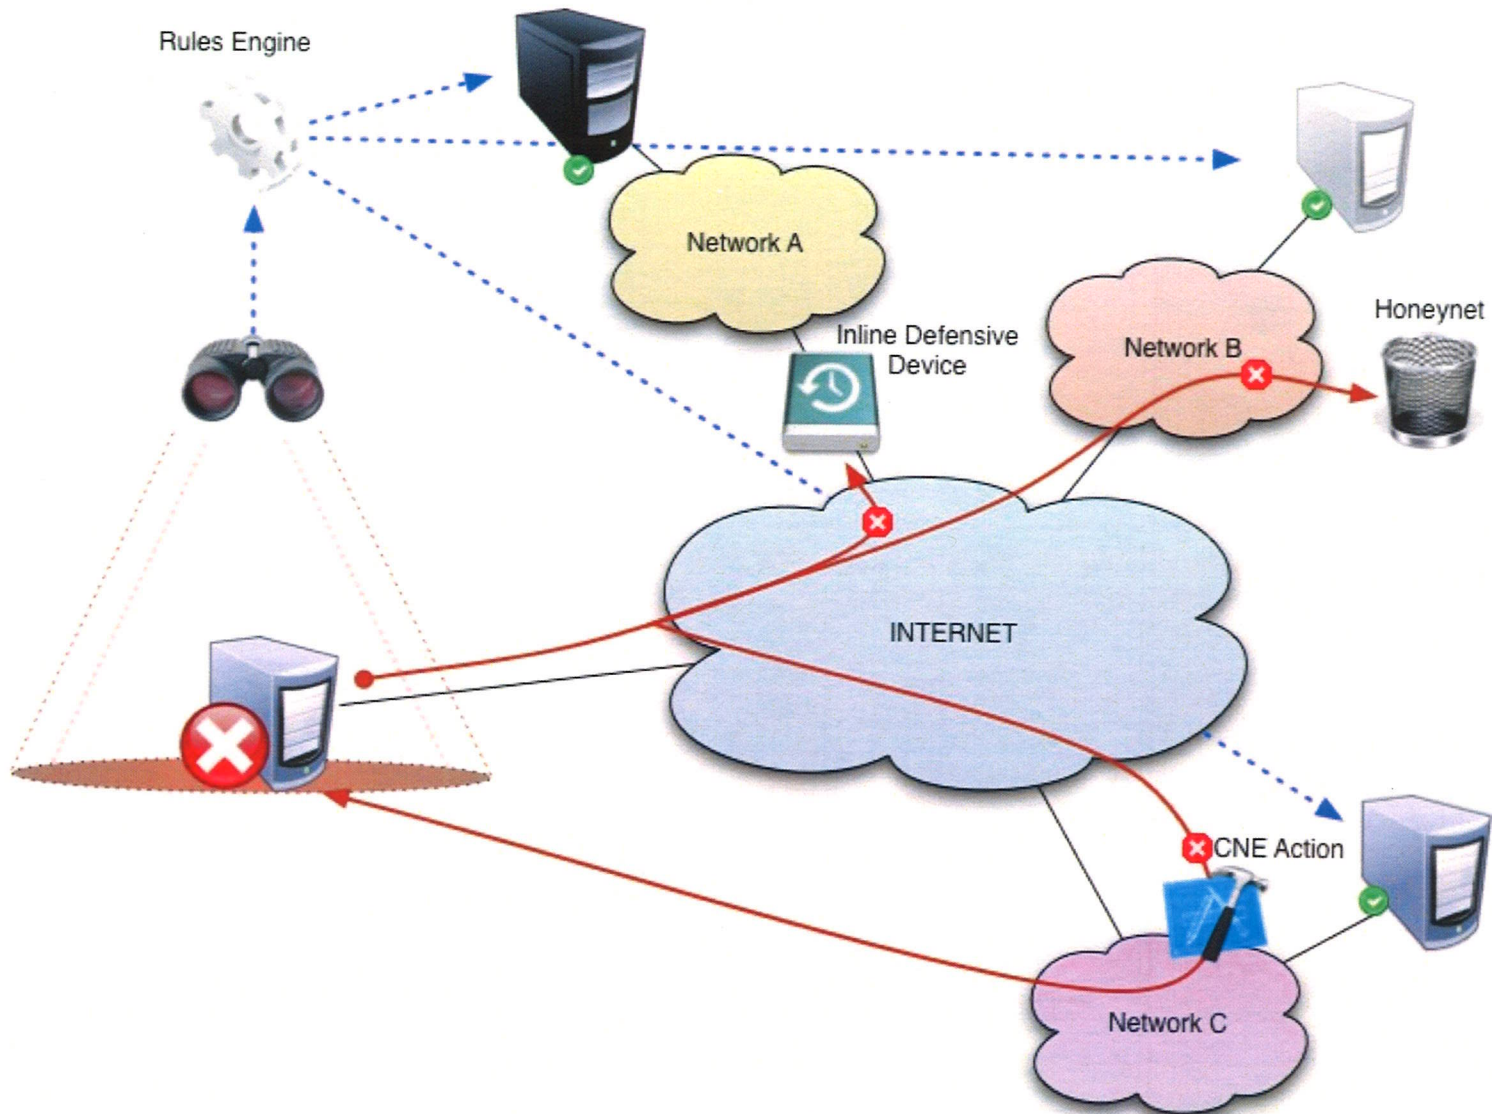 Rules Engine
Network A
Inline Defensive
Device
Network B
Honeynet
INTERNET
CNE Action
Network C